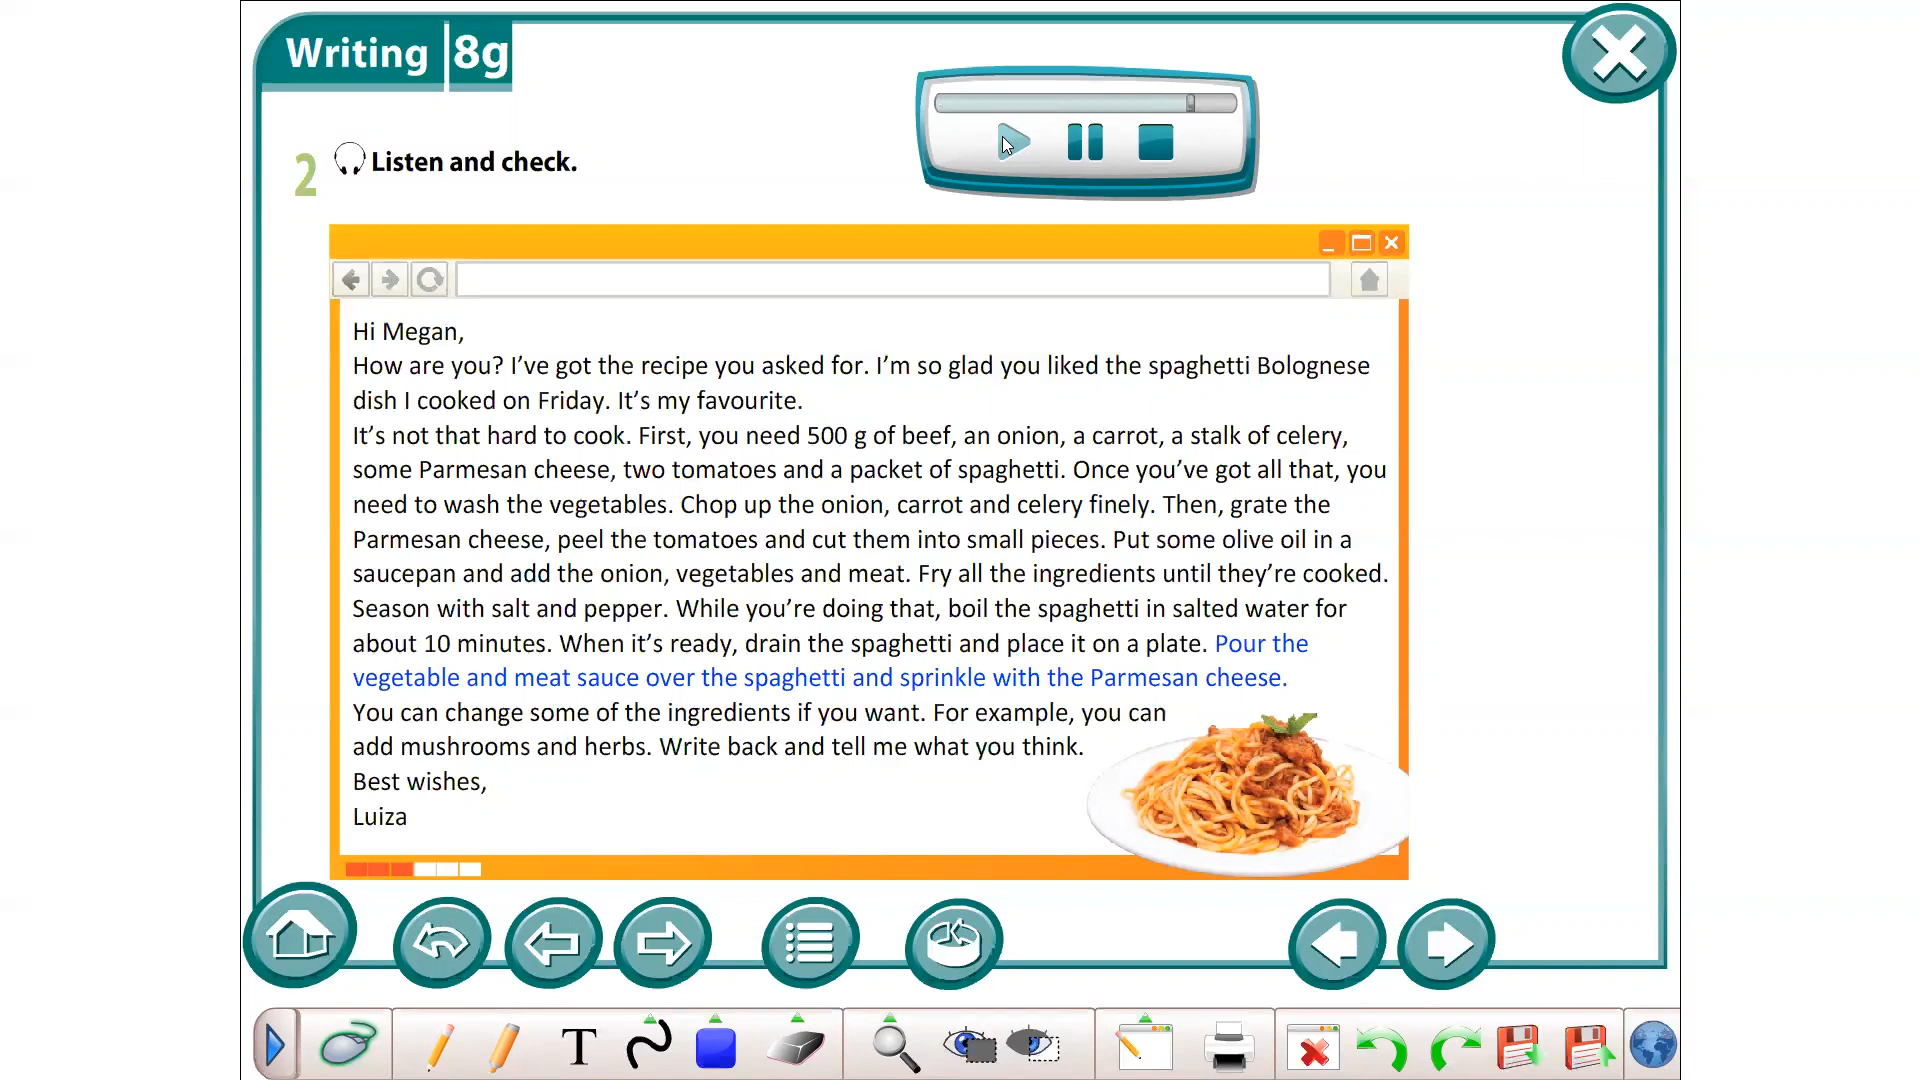 Writing 8g
2 Listen and check.
Hi Megan,
How are you? I've got the recipe you asked for. I'm so glad you liked the spaghetti Bolognese
dish I cooked on Friday. It's my favourite.
It's not that hard to cook. First, you need 500 g of beef, an onion, a carrot, a stalk of celery,
some Parmesan cheese, two tomatoes and a packet of spaghetti. Once you've got all that, you
need to wash the vegetables. Chop up the onion, carrot and celery finely. Then, grate the
Parmesan cheese, peel the tomatoes and cut them into small pieces. Put some olive oil in a
saucepan and add the onion, vegetables and meat. Fry all the ingredients until they're cooked.
Season with salt and pepper. While you're doing that, boil the spaghetti in salted water for
about 10 minutes. When it's ready, drain the spaghetti and place it on a plate. Pour the
vegetable and meat sauce over the spaghetti and sprinkle with the Parmesan cheese.
You can change some of the ingredients if you want. For example, you can
add mushrooms and herbs. Write back and tell me what you think.
Best wishes,
Luiza
T